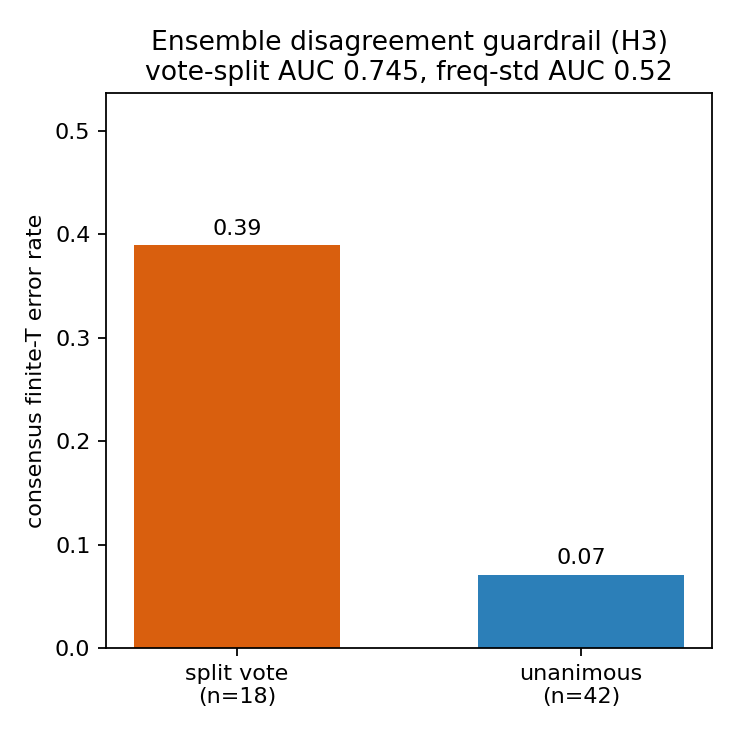 Ensemble disagreement guardrail (H3)
vote-split AUC 0.745, freq-std AUC 0.52
consensus finite-T error rate
0.5
0.4
0.3
0.2
0.1
0.0
0.39
0.07
split vote
(n=18)
unanimous
(n=42)